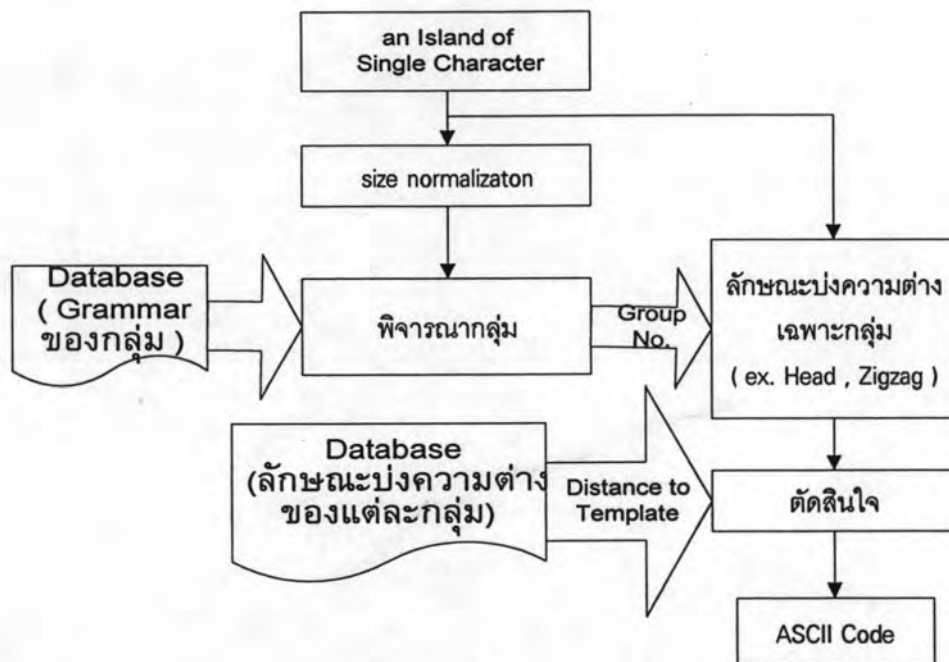 an Island of
Single Character
size normalizaton
Database
( Grammar
ของกลุ่ม )
พิจารณากลุ่ม
Group
No.
ลักษณะบ่งความต่าง
เฉพาะกลุ่ม
( ex. Head , Zigzag )
Database
(ลักษณะบ่งความต่าง
ของแต่ละกลุ่ม)
Distance to
Template
ตัดสินใจ
ASCII Code